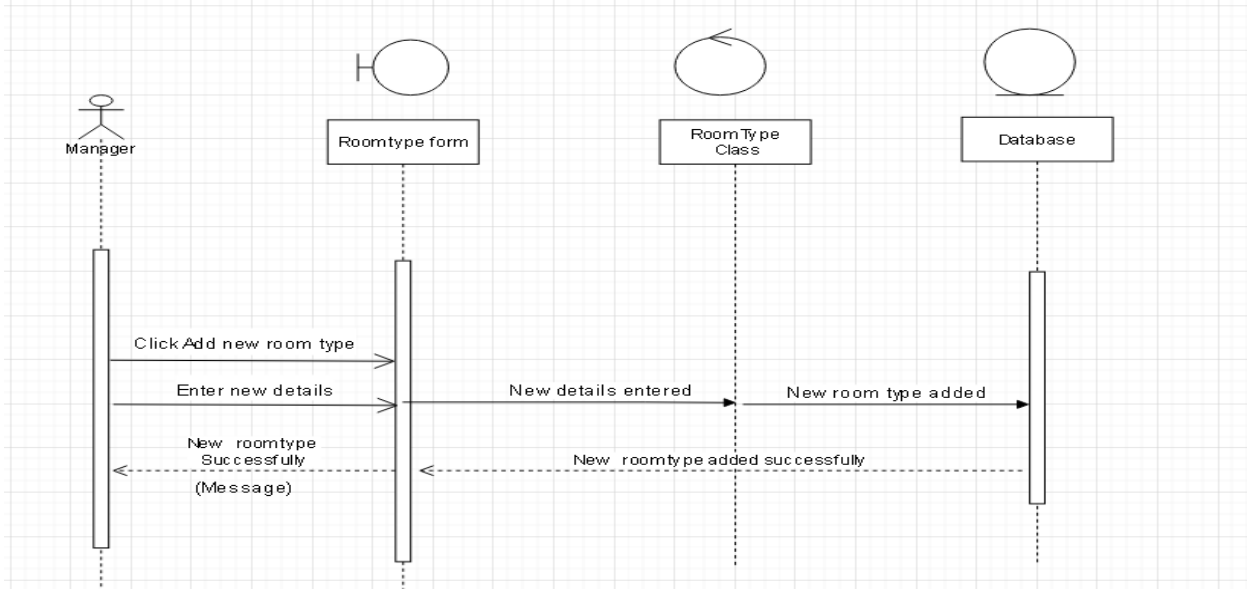 Manager
Roomtype form
RoomType
Class
Database
Click Add new room type
Enter new details
New details entered
New room type added
New roomtype
Successfully
(Message)
New roomtype added successfully